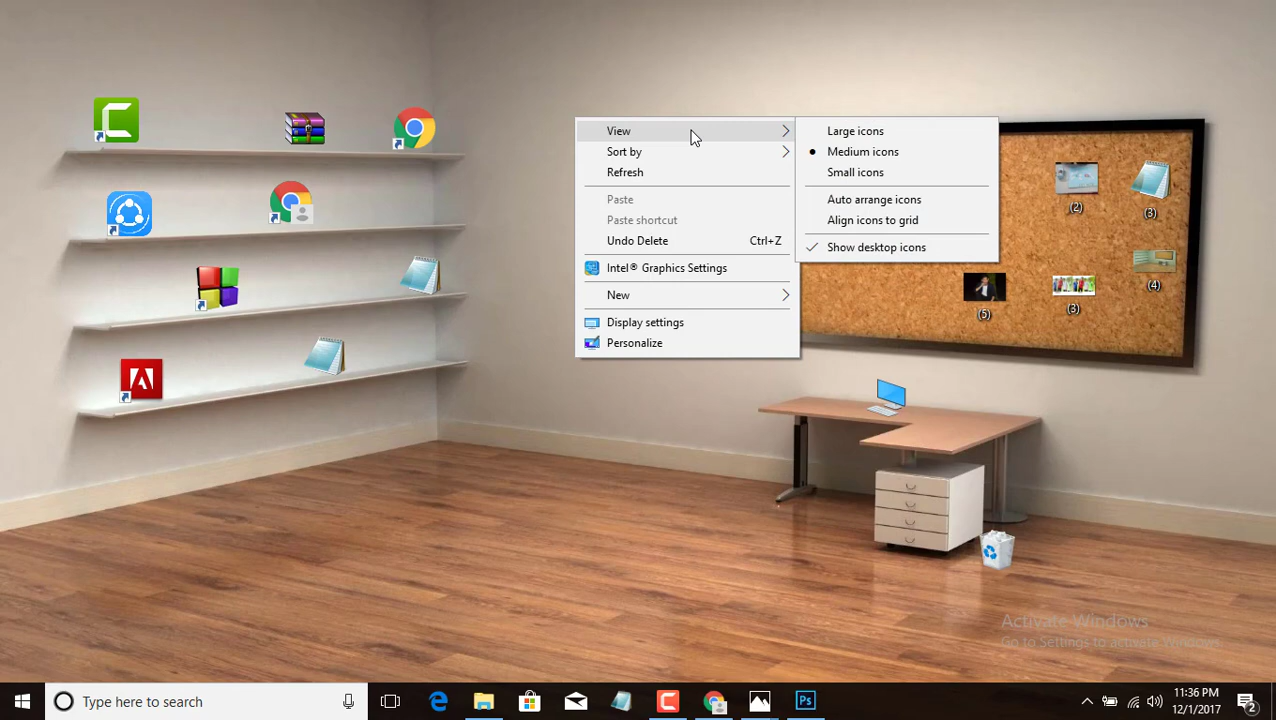 View
Sort by
Refresh
Paste
Paste shortcut
Undo Delete Ctrl+Z
Intel® Graphics Settings
New
Display settings
Personalize
Large icons
Medium icons
Small icons
Auto arrange icons
Align icons to grid
Show desktop icons
(2)
(3)
(4)
(5)
(3)
Activate Windows
Go to Settings to activate Windows.
Type here to search
Ps
11:36 PM
12/1/2017
2